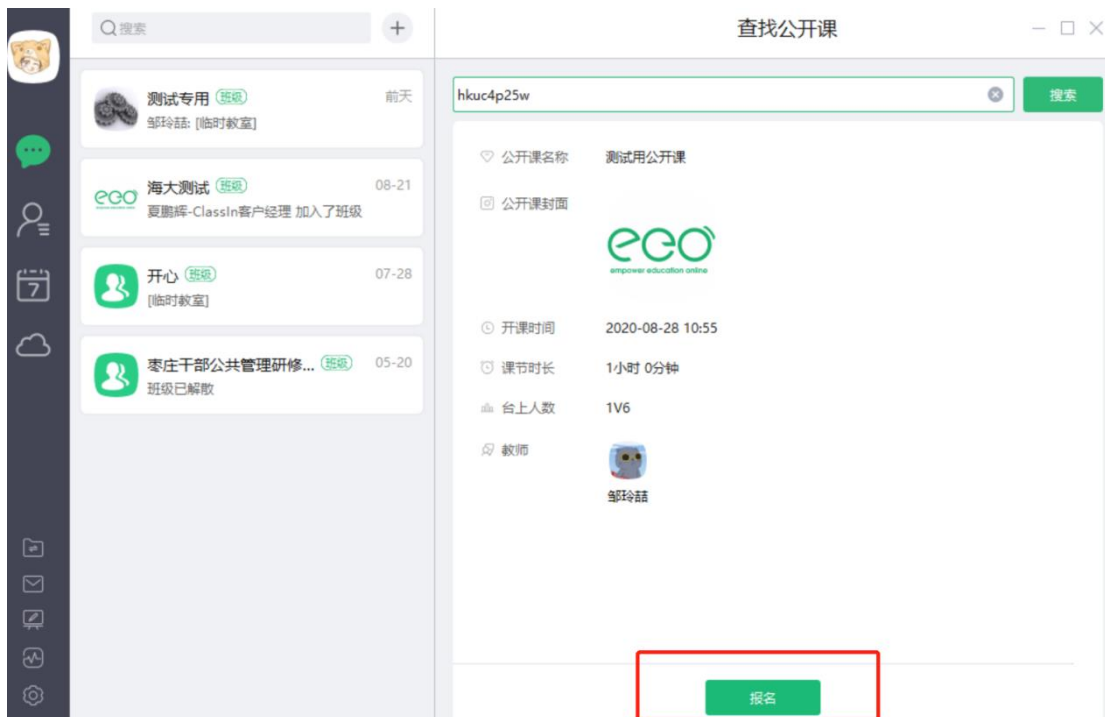 搜索
测试专用 班级 前天
邹玲喆: [临时教室]
海大测试 班级 08-21
夏鹏辉-ClassIn客户经理 加入了班级
eeo
开心 班级 07-28
[临时教室]
枣庄干部公共管理研修... 班级 05-20
班级已解散
7
查找公开课
hkuc4p25w 搜索
公开课名称 测试用公开课
公开课封面
eeo
empower education online
开课时间 2020-08-28 10:55
课节时长 1小时 0分钟
台上人数 1V6
教师
邹玲喆
报名